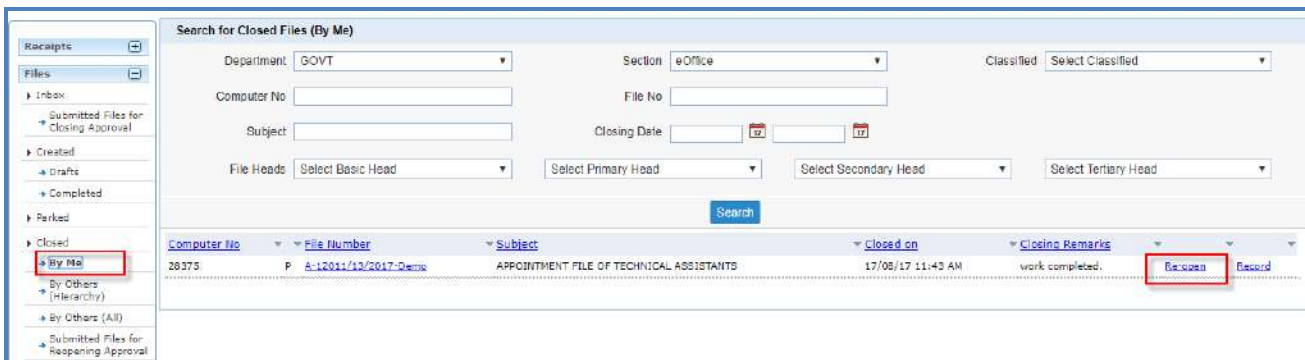 Search for Closed Files (By Me)
Receipts
Files
Inbox
Submitted Files for
Closing Approval
Created
Drafts
Completed
Parked
Closed
By Me
By Others
(Hierarchy)
By Others (All)
Submitted Files for
Reopening Approval
Department GOVT Section eOffice Classified Select Classified
Computer No File No
Subject Closing Date
File Heads Select Basic Head Select Primary Head Select Secondary Head Select Tertiary Head
Search
Computer No File Number Subject Closed on Closing Remarks
28375 P A-12011/13/2017-Demo APPOINTMENT FILE OF TECHNICAL ASSISTANTS 17/08/17 11:43 AM work completed. Re-open Record